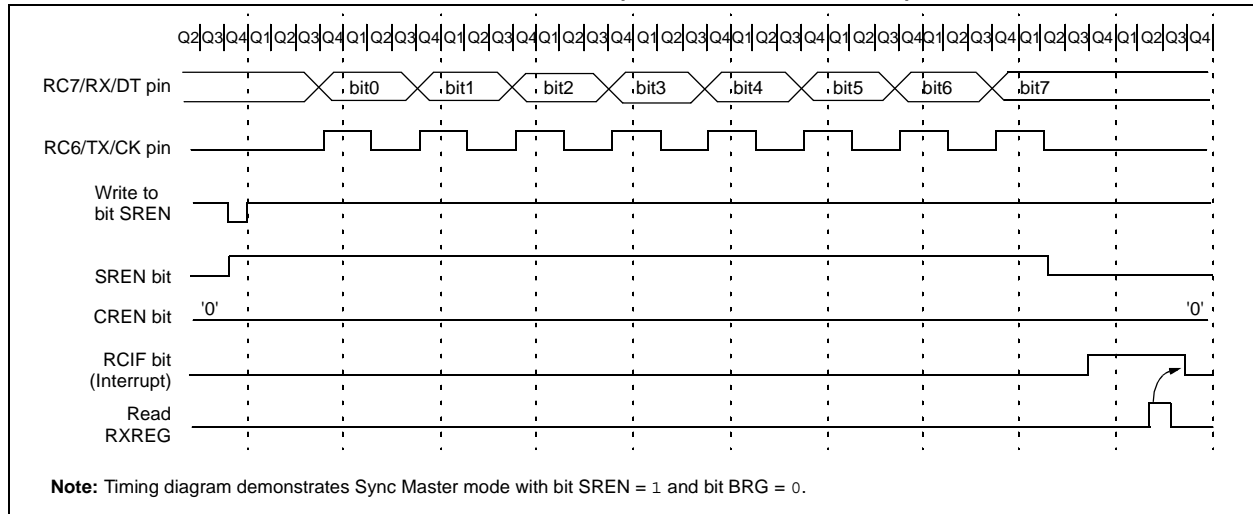 Q2 Q3 Q4 Q1 Q2 Q3 Q4 Q1 Q2 Q3 Q4 Q1 Q2 Q3 Q4 Q1 Q2 Q3 Q4 Q1 Q2 Q3 Q4 Q1 Q2 Q3 Q4 Q1 Q2 Q3 Q4 Q1 Q2 Q3 Q4 Q1 Q2 Q3 Q4 Q1 Q2 Q3 Q4
RC7/RX/DT pin bit0 bit1 bit2 bit3 bit4 bit5 bit6 bit7
RC6/TX/CK pin
Write to
bit SREN
SREN bit
CREN bit '0' '0'
RCIF bit
(Interrupt)
Read
RXREG
Note: Timing diagram demonstrates Sync Master mode with bit SREN = 1 and bit BRG = 0.